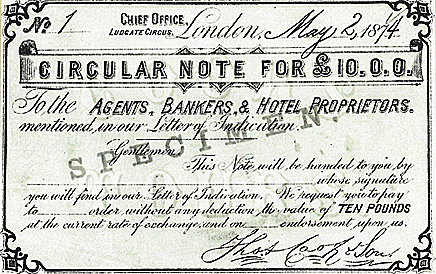 No. 1 CHIEF OFFICE, LUDGATE CIRCUS, London, May 2, 1874.
CIRCULAR NOTE FOR £10.0.0.
To the AGENTS, BANKERS, & HOTEL PROPRIETORS.
mentioned, in our Letter of Indication.
SPECIMEN.
Gentlemen
This Note will be handed to you by
whose signature
you will find in our Letter of Indication. We request you to pay
to order without any deduction the value of TEN POUNDS
at the current rate of exchange, and on endorsement upon us.
Thos. Cook & Son.